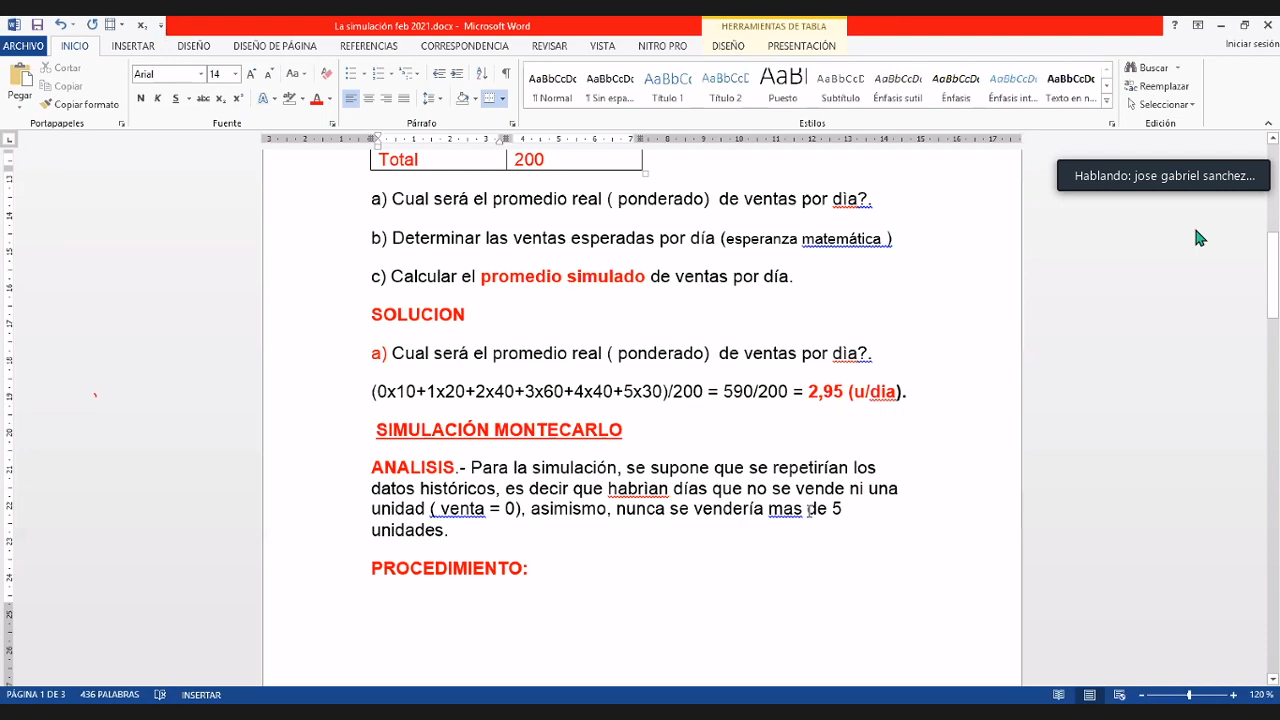 La simulación feb 2021.docx - Microsoft Word
HERRAMIENTAS DE TABLA
ARCHIVO INICIO INSERTAR DISEÑO DISEÑO DE PÁGINA REFERENCIAS CORRESPONDENCIA REVISAR VISTA NITRO PRO DISEÑO PRESENTACIÓN Iniciar sesión
Pegar
Cortar
Copiar
Copiar formato
Portapapeles
Arial 14
N K S abc x₂ x²
Fuente
Párrafo
AaBbCcDc AaBbCcDc AaBbCcD AaBbCcDc AaBl AaBbCcDc AaBbCcDc AaBbCcDc AaBbCcDc AaBbCcDc
¶ Normal ¶ Sin espa... Título 1 Título 2 Puesto Subtítulo Énfasis sutil Énfasis Énfasis int... Texto en n...
Estilos
Buscar
Reemplazar
Seleccionar
Edición
Hablando: jose gabriel sanchez...
Total 200
a) Cual será el promedio real ( ponderado) de ventas por dìa?.
b) Determinar las ventas esperadas por día (esperanza matemática )
c) Calcular el promedio simulado de ventas por día.
SOLUCION
a) Cual será el promedio real ( ponderado) de ventas por dìa?.
(0x10+1x20+2x40+3x60+4x40+5x30)/200 = 590/200 = 2,95 (u/dia).
SIMULACIÓN MONTECARLO
ANALISIS.- Para la simulación, se supone que se repetirían los
datos históricos, es decir que habrian días que no se vende ni una
unidad ( venta = 0), asimismo, nunca se vendería mas de 5
unidades.
PROCEDIMIENTO:
PÁGINA 1 DE 3 436 PALABRAS INSERTAR 120 %